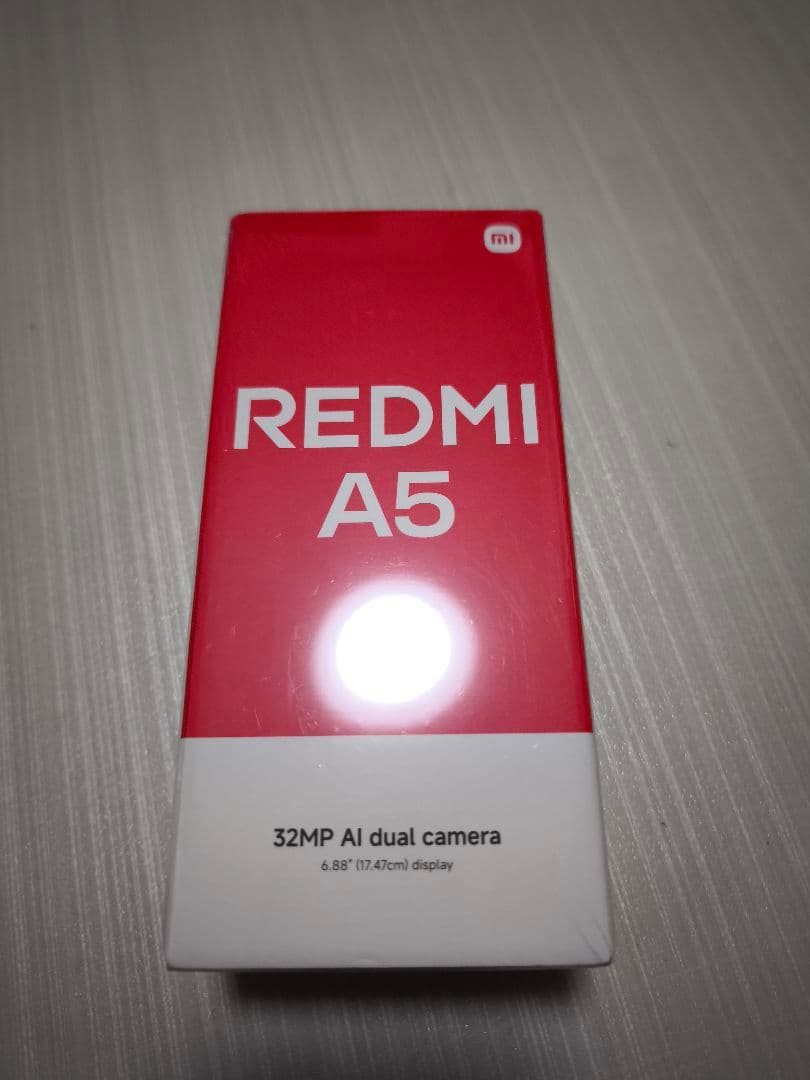 mi
REDMI
A5
32MP AI dual camera
6.88" (17.47cm) display